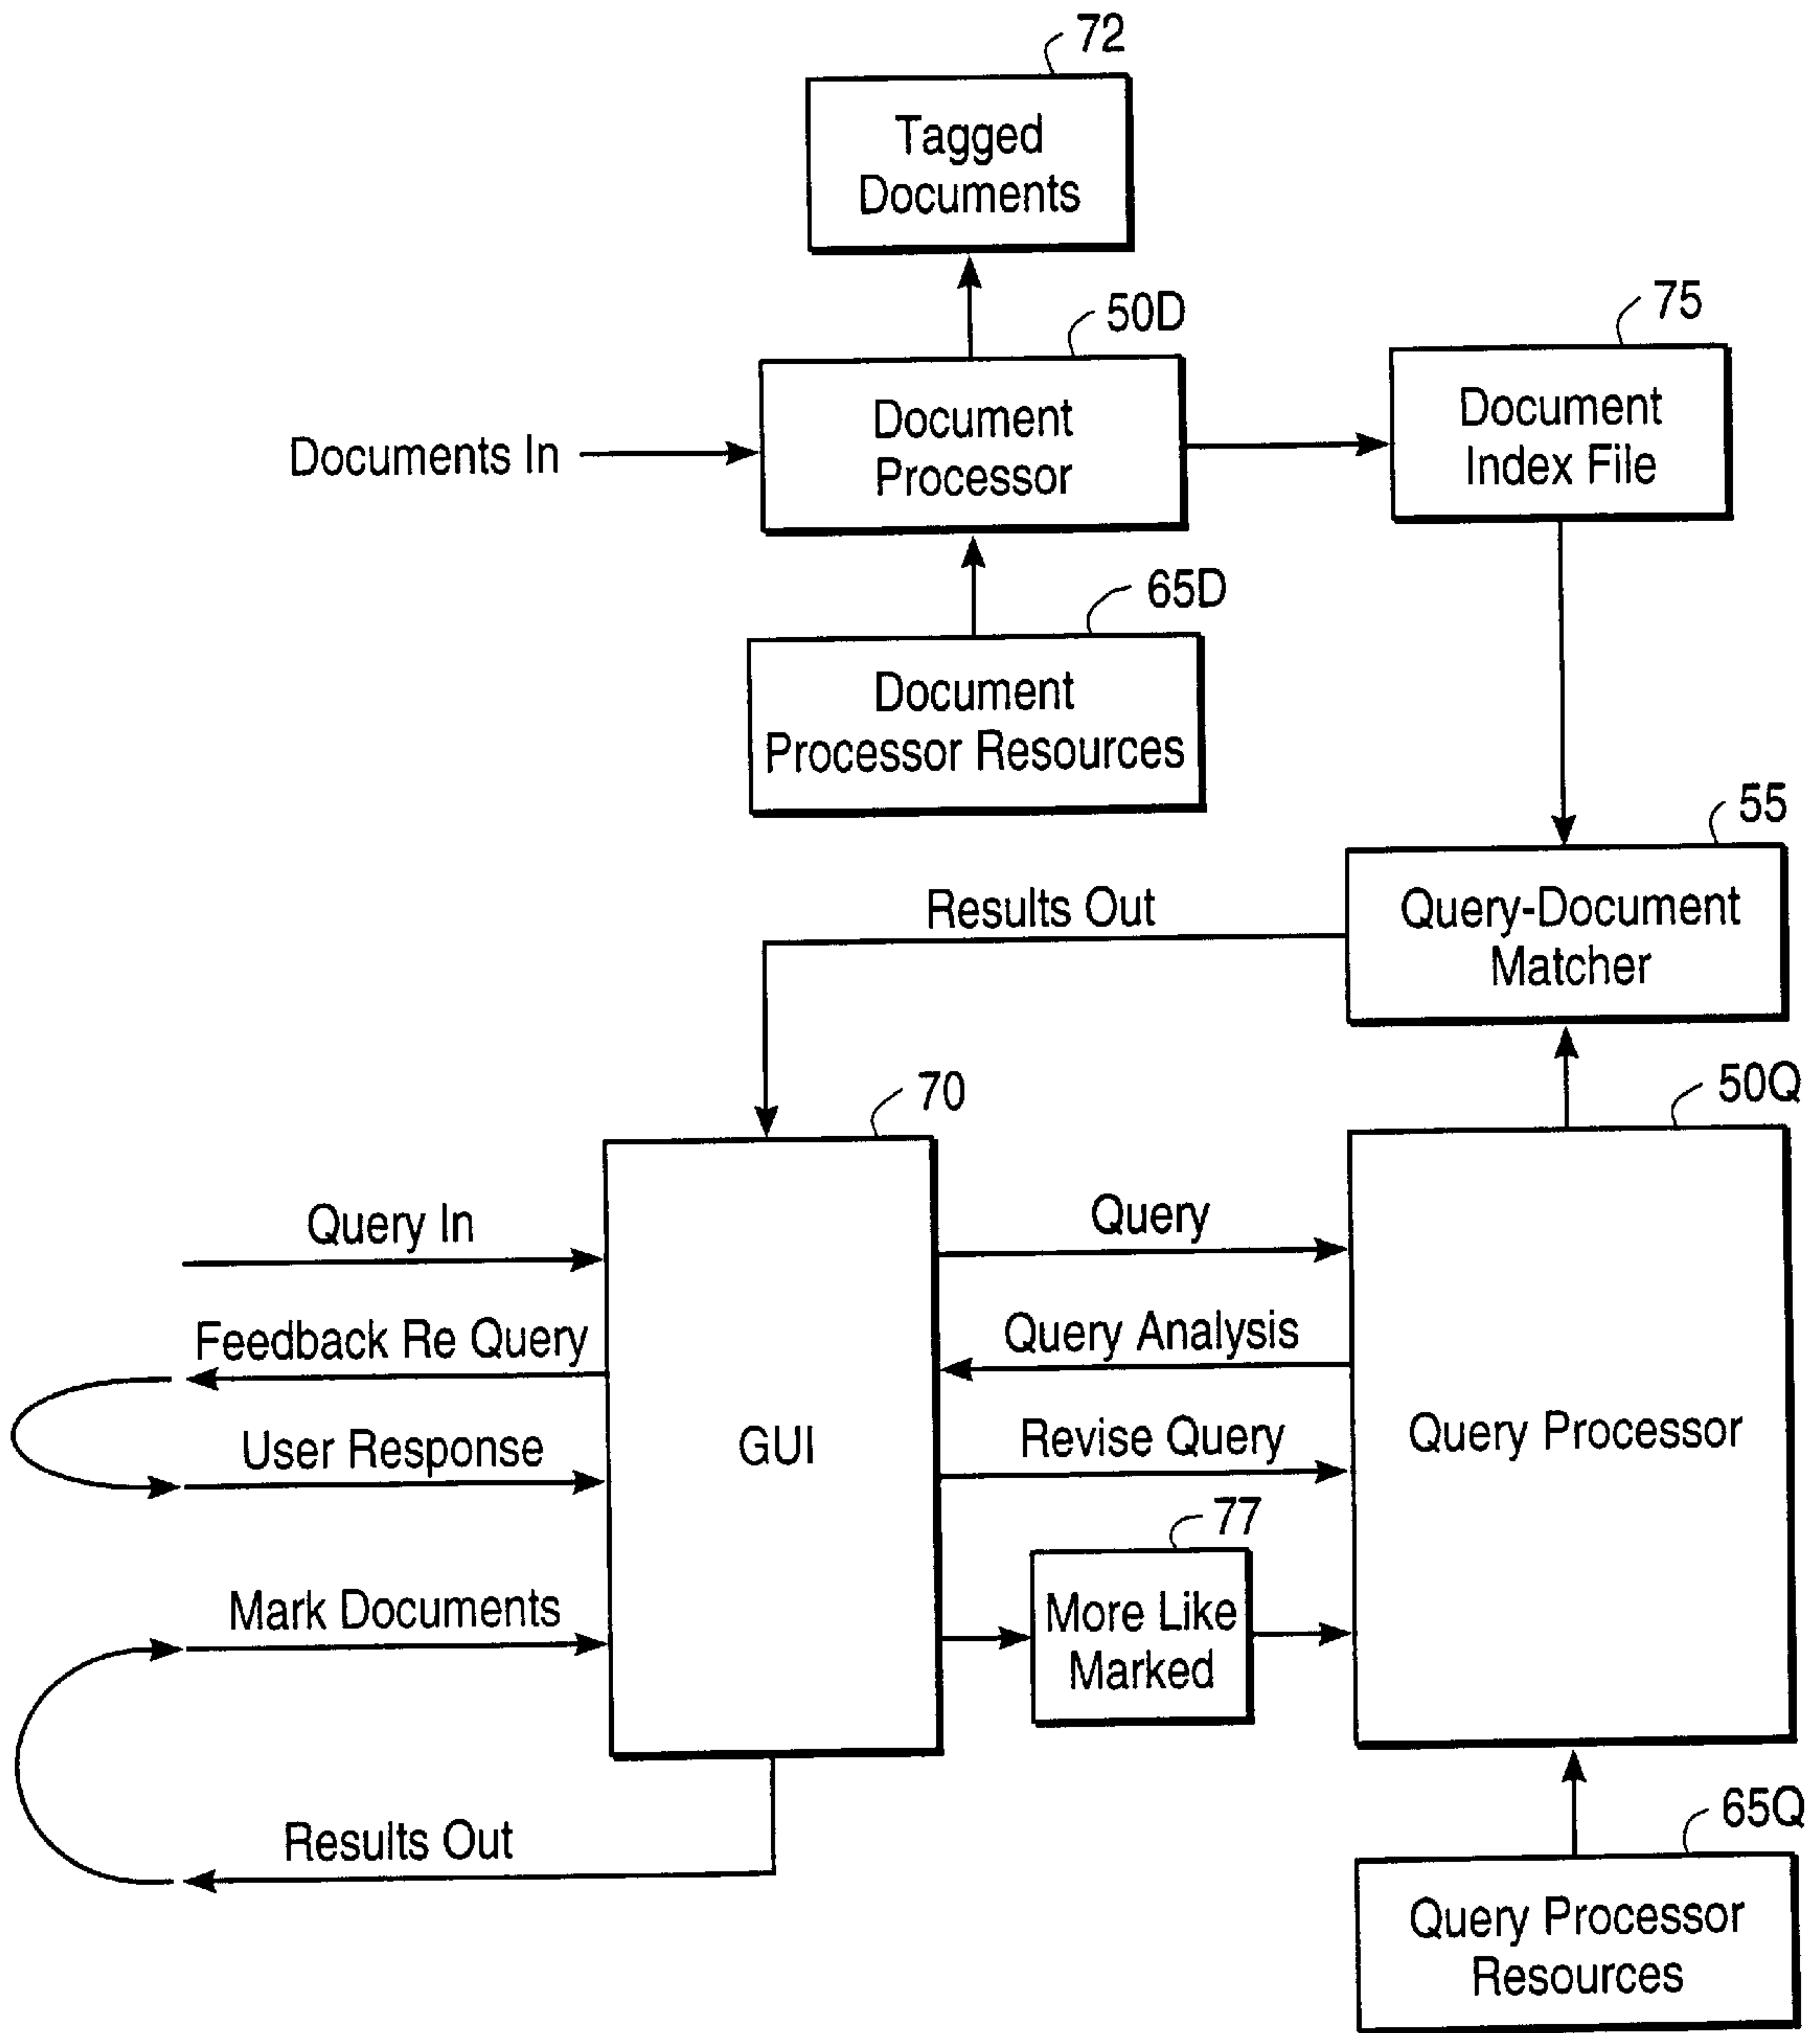 72
Tagged
Documents
50D
75
Documents In
Document
Processor
Document
Index File
65D
Document
Processor Resources
55
Results Out
Query-Document
Matcher
70
50Q
Query In
Query
Feedback Re Query
Query Analysis
User Response
GUI
Revise Query
Query Processor
77
Mark Documents
More Like
Marked
Results Out
65Q
Query Processor
Resources